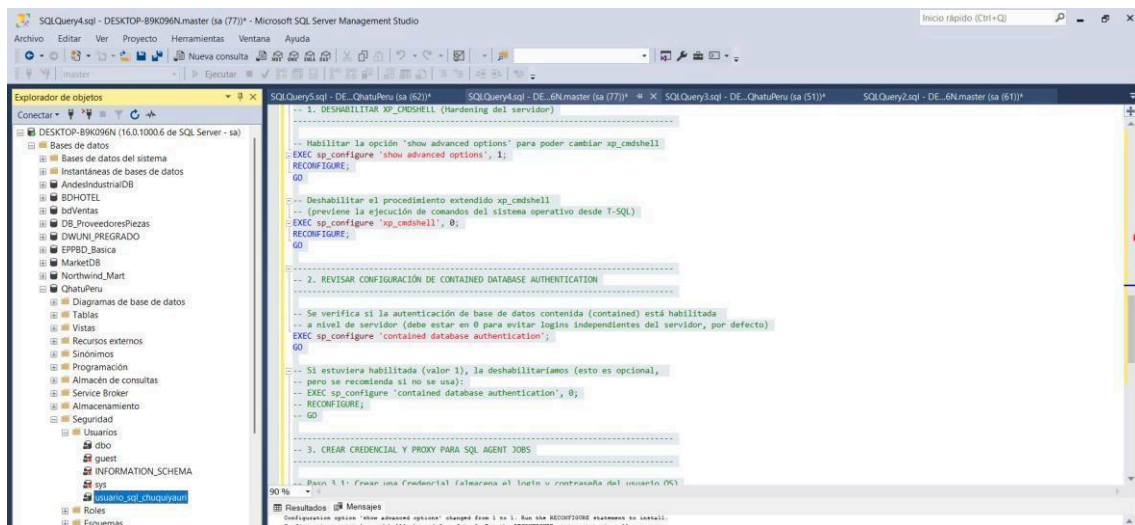 SQLQuery4.sql - DESKTOP-B9K096N.master (sa (77))* - Microsoft SQL Server Management Studio
Inicio rápido (Ctrl+Q)
Archivo Editar Ver Proyecto Herramientas Ventana Ayuda
Nueva consulta
master
Ejecutar
Explorador de objetos
Conectar
DESKTOP-B9K096N (16.0.1000.6 de SQL Server - sa)
Bases de datos
Bases de datos del sistema
Instantáneas de bases de datos
AndesIndustrialDB
BDHOTEL
bdVentas
DB_ProveedoresPiezas
DWUNI_PREGRADO
EPPBD_Basica
MarketDB
Northwind_Mart
QhatuPeru
Diagramas de base de datos
Tablas
Vistas
Recursos externos
Sinónimos
Programación
Almacén de consultas
Service Broker
Almacenamiento
Seguridad
Usuarios
dbo
guest
INFORMATION_SCHEMA
sys
usuario_sql_chuquiyauri
Roles
Esquemas
SQLQuery5.sql - DE...QhatuPeru (sa (62))*
SQLQuery4.sql - DE...6N.master (sa (77))*
SQLQuery3.sql - DE...QhatuPeru (sa (51))*
SQLQuery2.sql - DE...6N.master (sa (61))*
-- 1. DESHABILITAR XP_CMDSHELL (Hardening del servidor)
-- Habilitar la opción 'show advanced options' para poder cambiar xp_cmdshell
EXEC sp_configure 'show advanced options', 1;
RECONFIGURE;
GO
-- Deshabilitar el procedimiento extendido xp_cmdshell
-- (previene la ejecución de comandos del sistema operativo desde T-SQL)
EXEC sp_configure 'xp_cmdshell', 0;
RECONFIGURE;
GO
-- 2. REVISAR CONFIGURACIÓN DE CONTAINED DATABASE AUTHENTICATION
-- Se verifica si la autenticación de base de datos contenida (contained) está habilitada
-- a nivel de servidor (debe estar en 0 para evitar logins independientes del servidor, por defecto)
EXEC sp_configure 'contained database authentication';
GO
-- Si estuviera habilitada (valor 1), la deshabilitaríamos (esto es opcional,
-- pero se recomienda si no se usa):
-- EXEC sp_configure 'contained database authentication', 0;
-- RECONFIGURE;
-- GO
-- 3. CREAR CREDENCIAL Y PROXY PARA SQL AGENT JOBS
-- Paso 3.1: Crear una Credencial (almacena el login y contraseña del usuario OS)
90 %
Resultados Mensajes
Configuration option 'show advanced options' changed from 1 to 1. Run the RECONFIGURE statement to install.